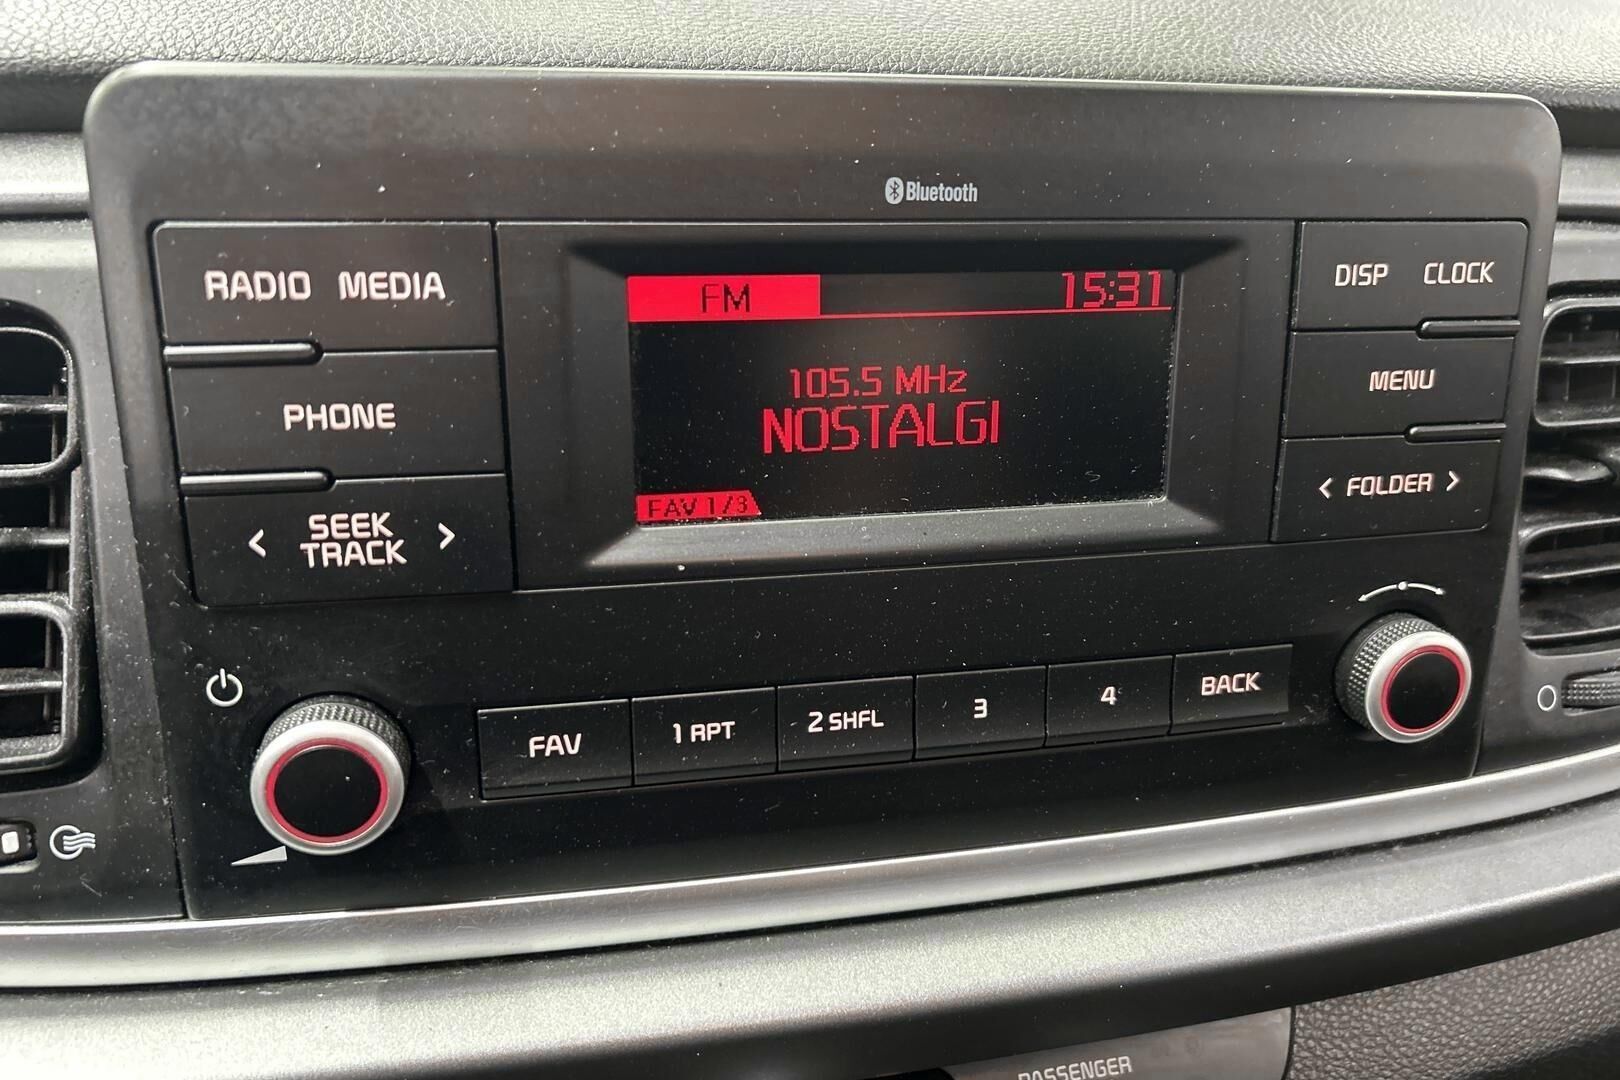 Bluetooth
RADIO MEDIA
PHONE
< SEEK TRACK >
FM 15:31
105.5 MHz
NOSTALGI
FAV 1/3
DISP CLOCK
MENU
< FOLDER >
FAV 1 RPT 2 SHFL 3 4 BACK
PASSENGER